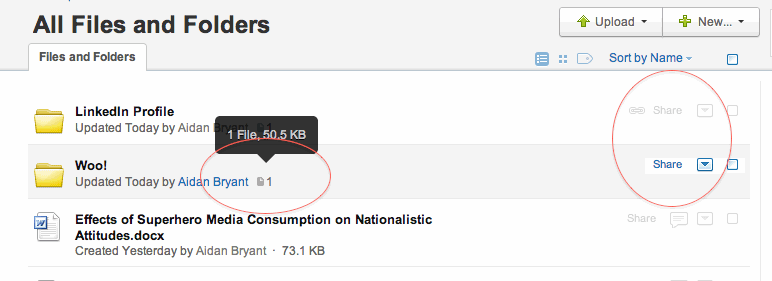 All Files and Folders
Upload
New...
Files and Folders
Sort by Name
LinkedIn Profile
Share
Updated Today by Aidan Bryant 1
1 File, 50.5 KB
Woo!
Share
Updated Today by Aidan Bryant 1
Effects of Superhero Media Consumption on Nationalistic
Share
Attitudes.docx
Created Yesterday by Aidan Bryant · 73.1 KB